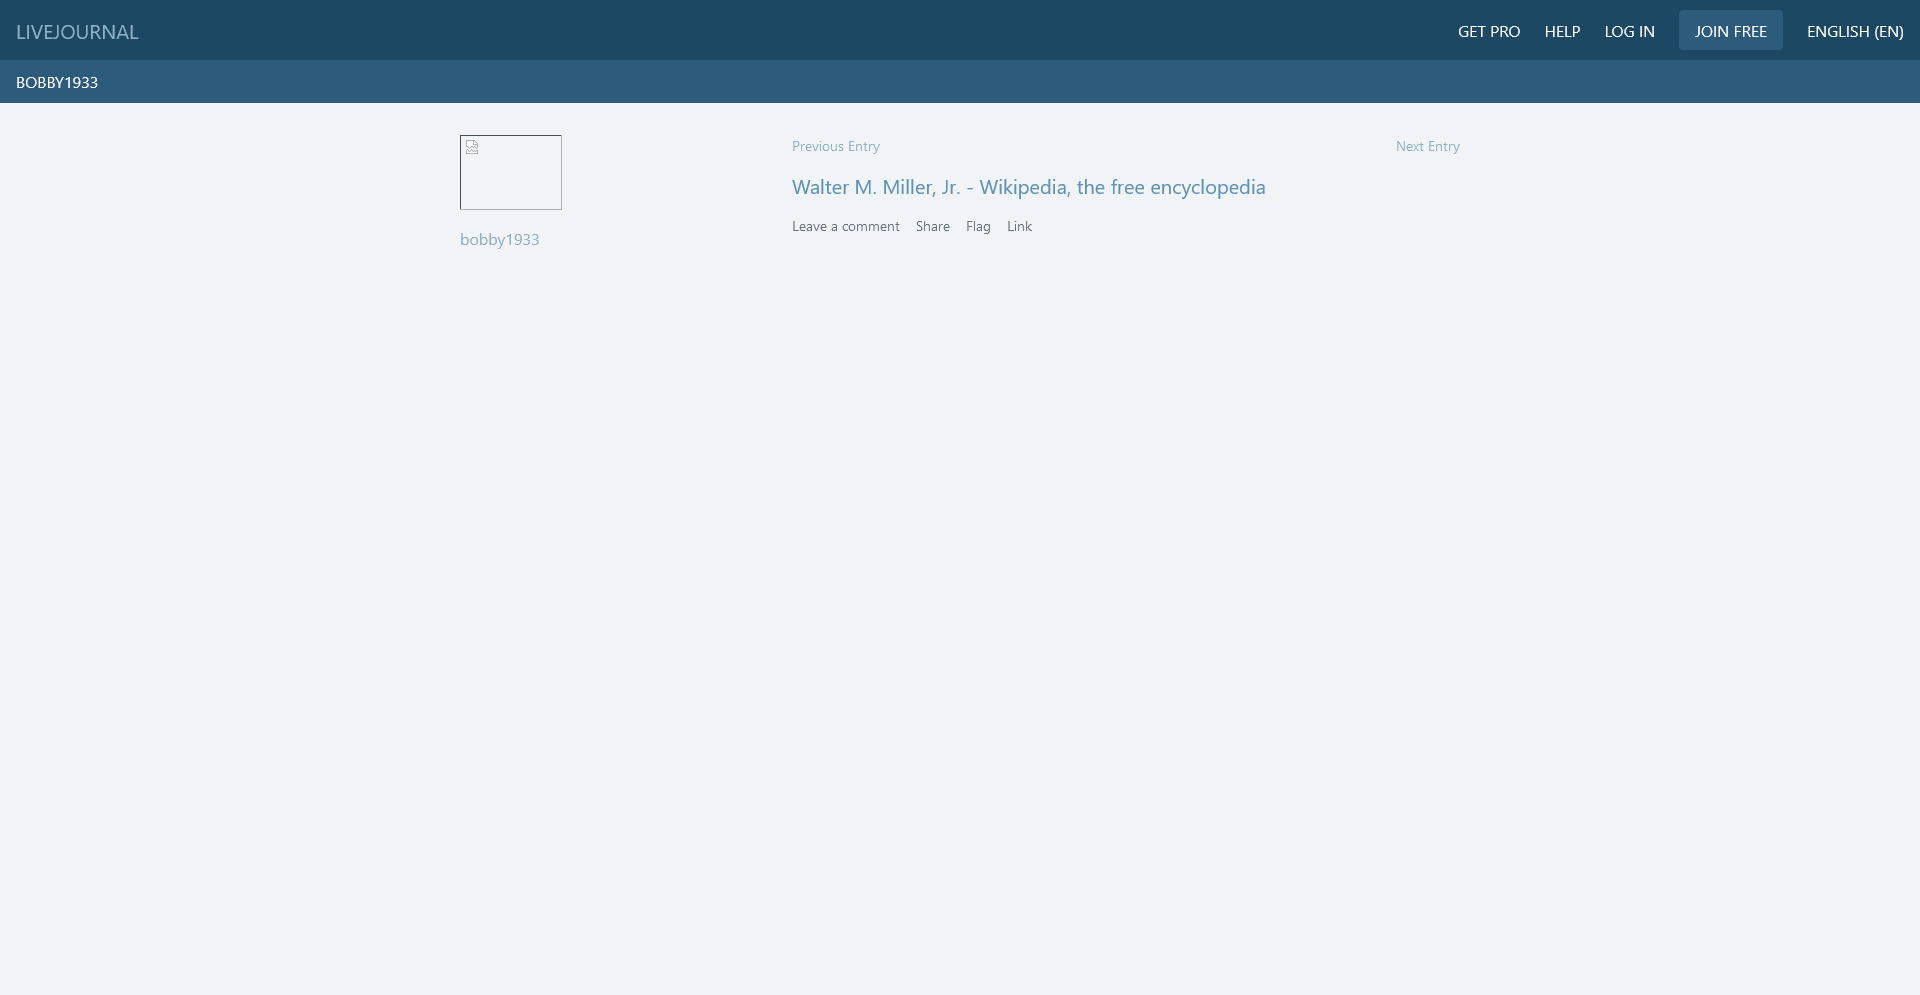 LIVEJOURNAL
GET PRO HELP LOG IN JOIN FREE ENGLISH (EN)
BOBBY1933
bobby1933
Previous Entry Next Entry
Walter M. Miller, Jr. - Wikipedia, the free encyclopedia
Leave a comment Share Flag Link